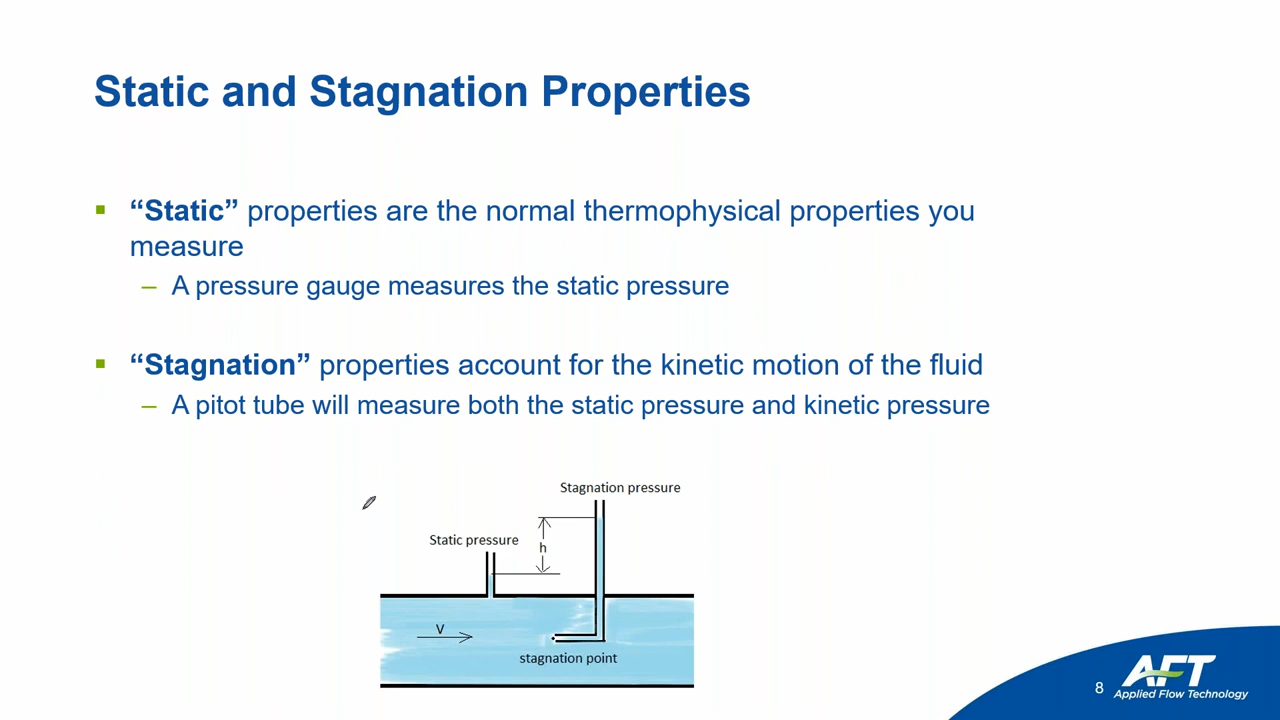 Static and Stagnation Properties
“Static” properties are the normal thermophysical properties you
measure
– A pressure gauge measures the static pressure
“Stagnation” properties account for the kinetic motion of the fluid
– A pitot tube will measure both the static pressure and kinetic pressure
Stagnation pressure
Static pressure
h
V
stagnation point
8
AFT
Applied Flow Technology